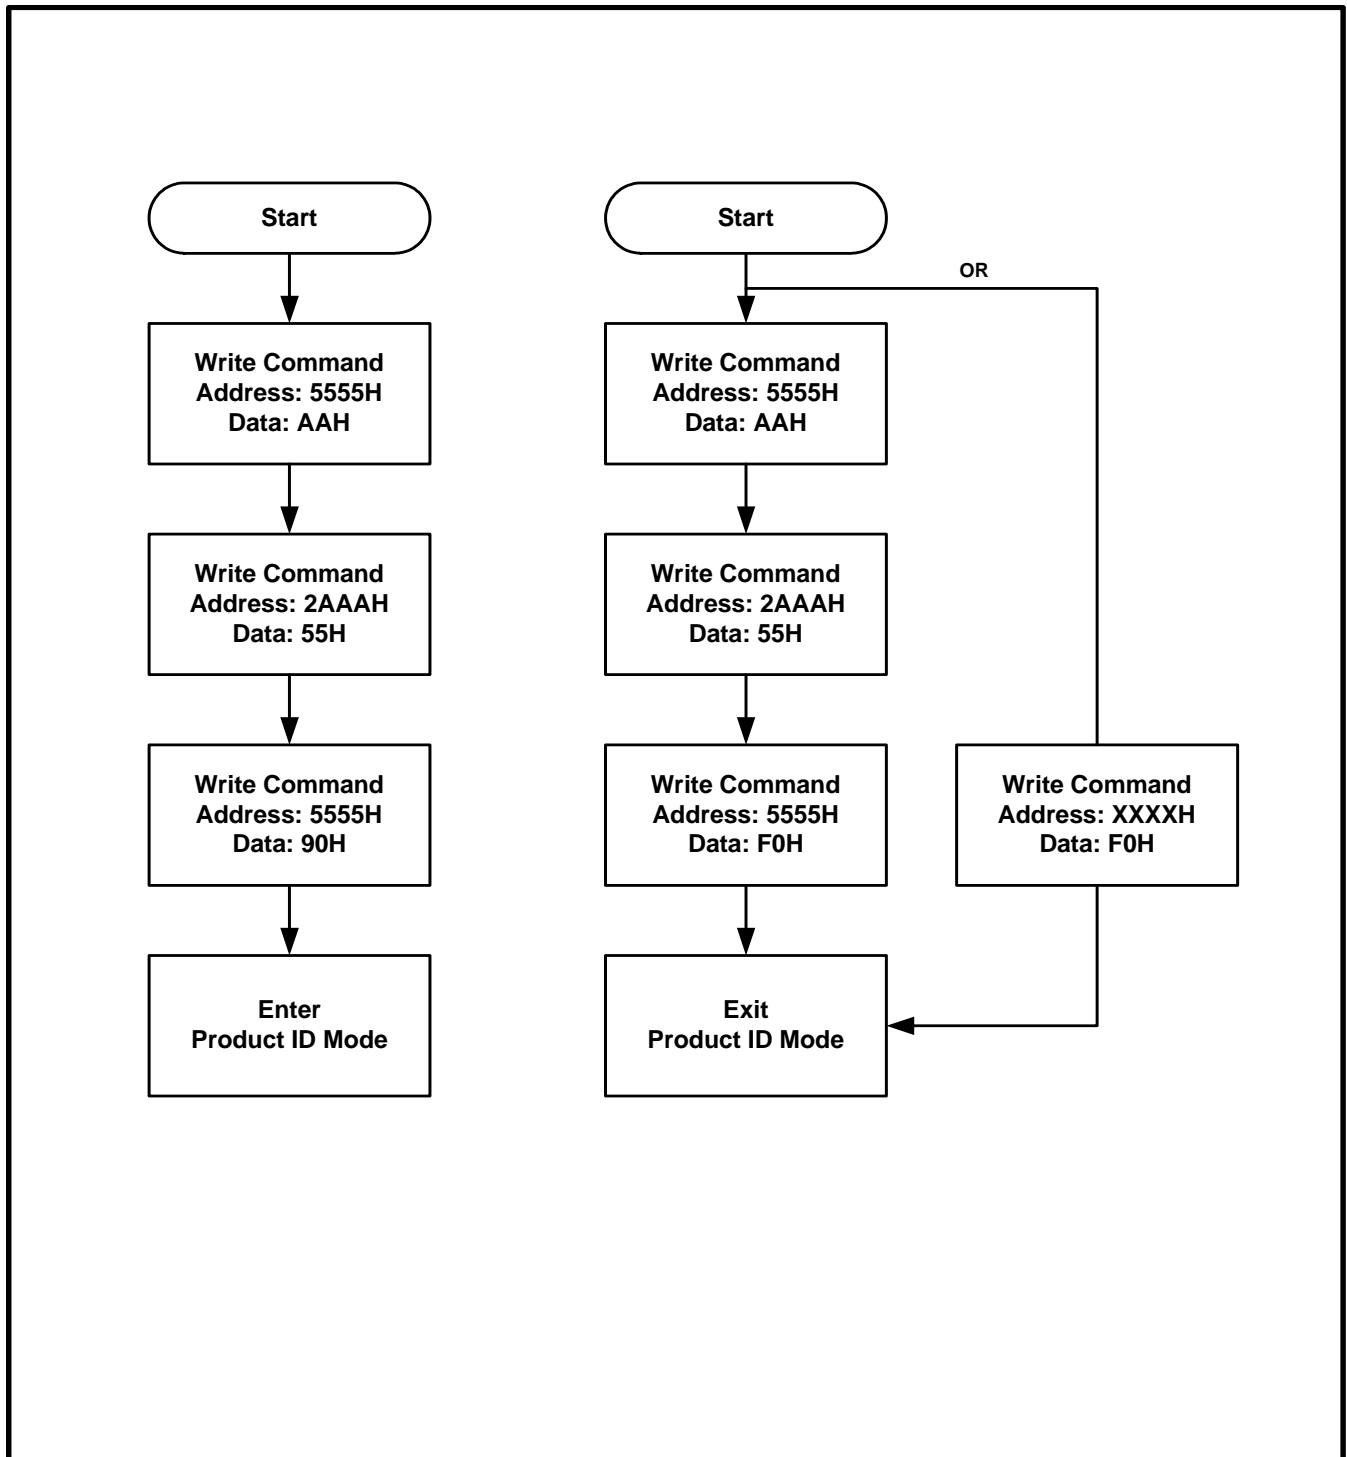 Start
Write Command
Address: 5555H
Data: AAH
Write Command
Address: 2AAAH
Data: 55H
Write Command
Address: 5555H
Data: 90H
Enter
Product ID Mode
Start
OR
Write Command
Address: 5555H
Data: AAH
Write Command
Address: 2AAAH
Data: 55H
Write Command
Address: 5555H
Data: F0H
Write Command
Address: XXXXH
Data: F0H
Exit
Product ID Mode